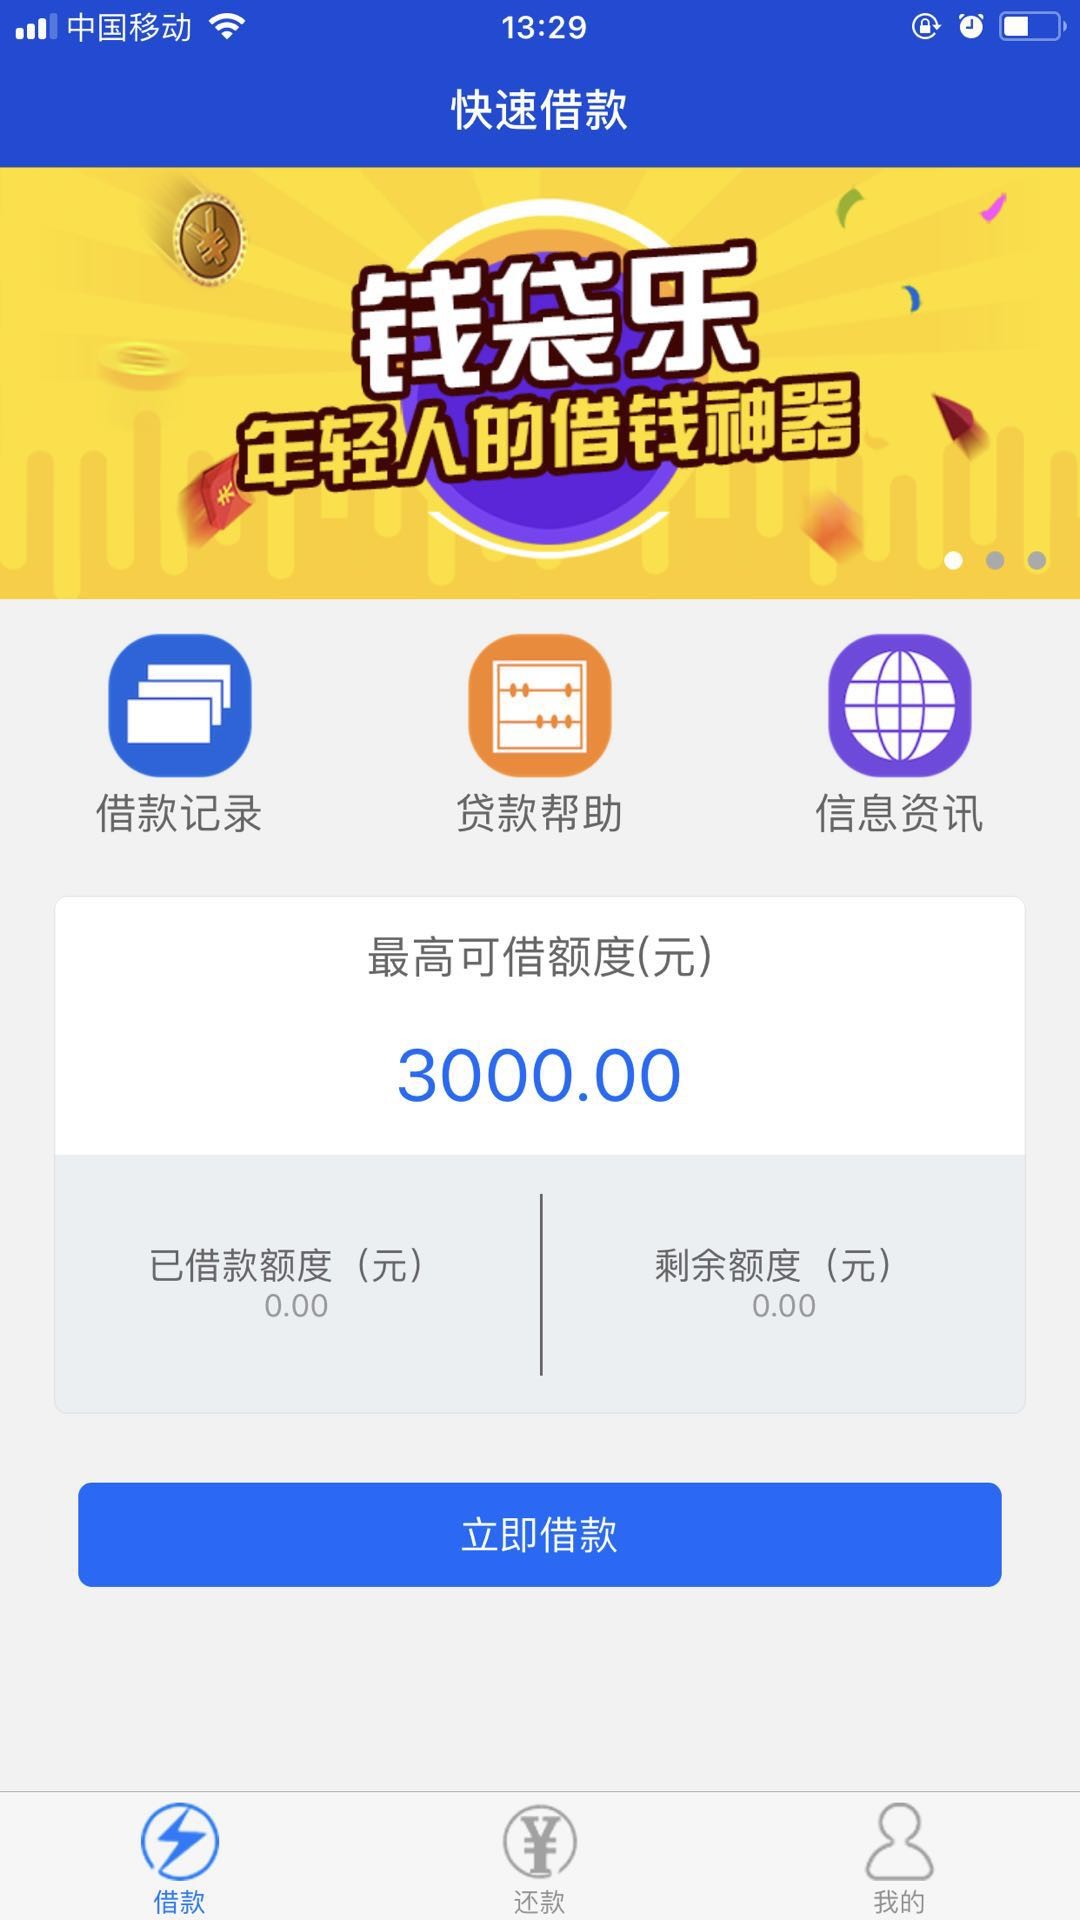 中国移动
13:29
快速借款
钱袋乐
年轻人的借钱神器
借款记录
贷款帮助
信息资讯
最高可借额度(元)
3000.00
已借款额度（元）
剩余额度（元）
0.00
0.00
立即借款
借款
还款
我的